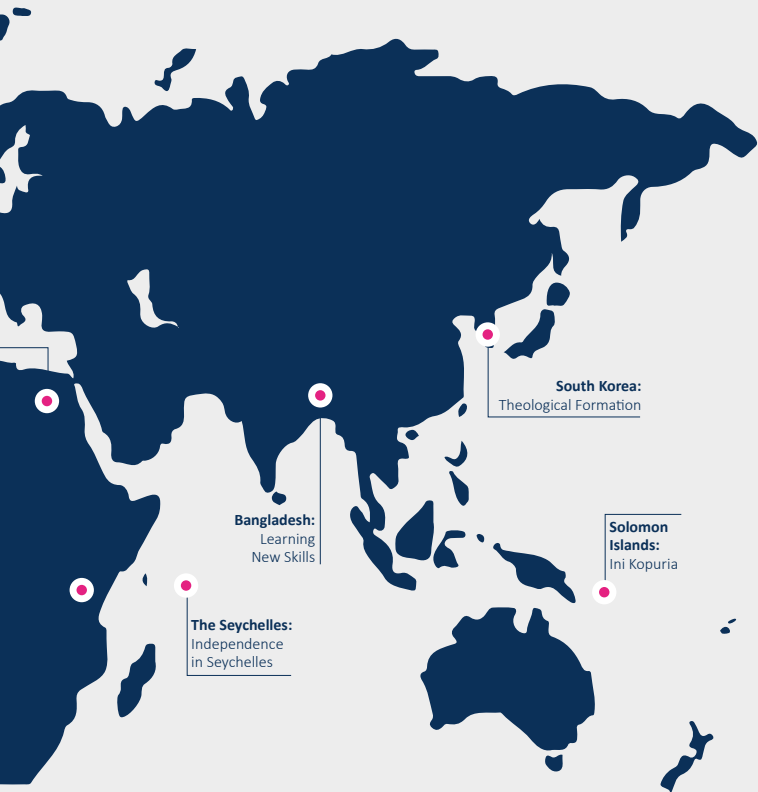 South Korea:
Theological Formation
Bangladesh:
Learning
New Skills
Solomon
Islands:
Ini Kopuria
The Seychelles:
Independence
in Seychelles